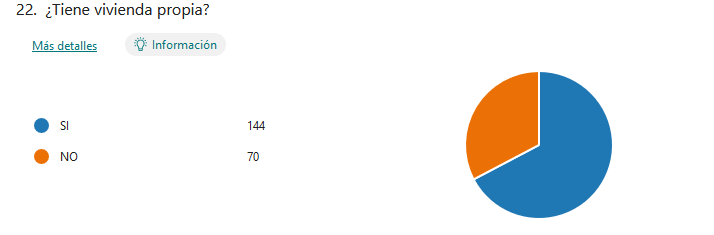 22. ¿Tiene vivienda propia?
Más detalles Información
SI 144
NO 70